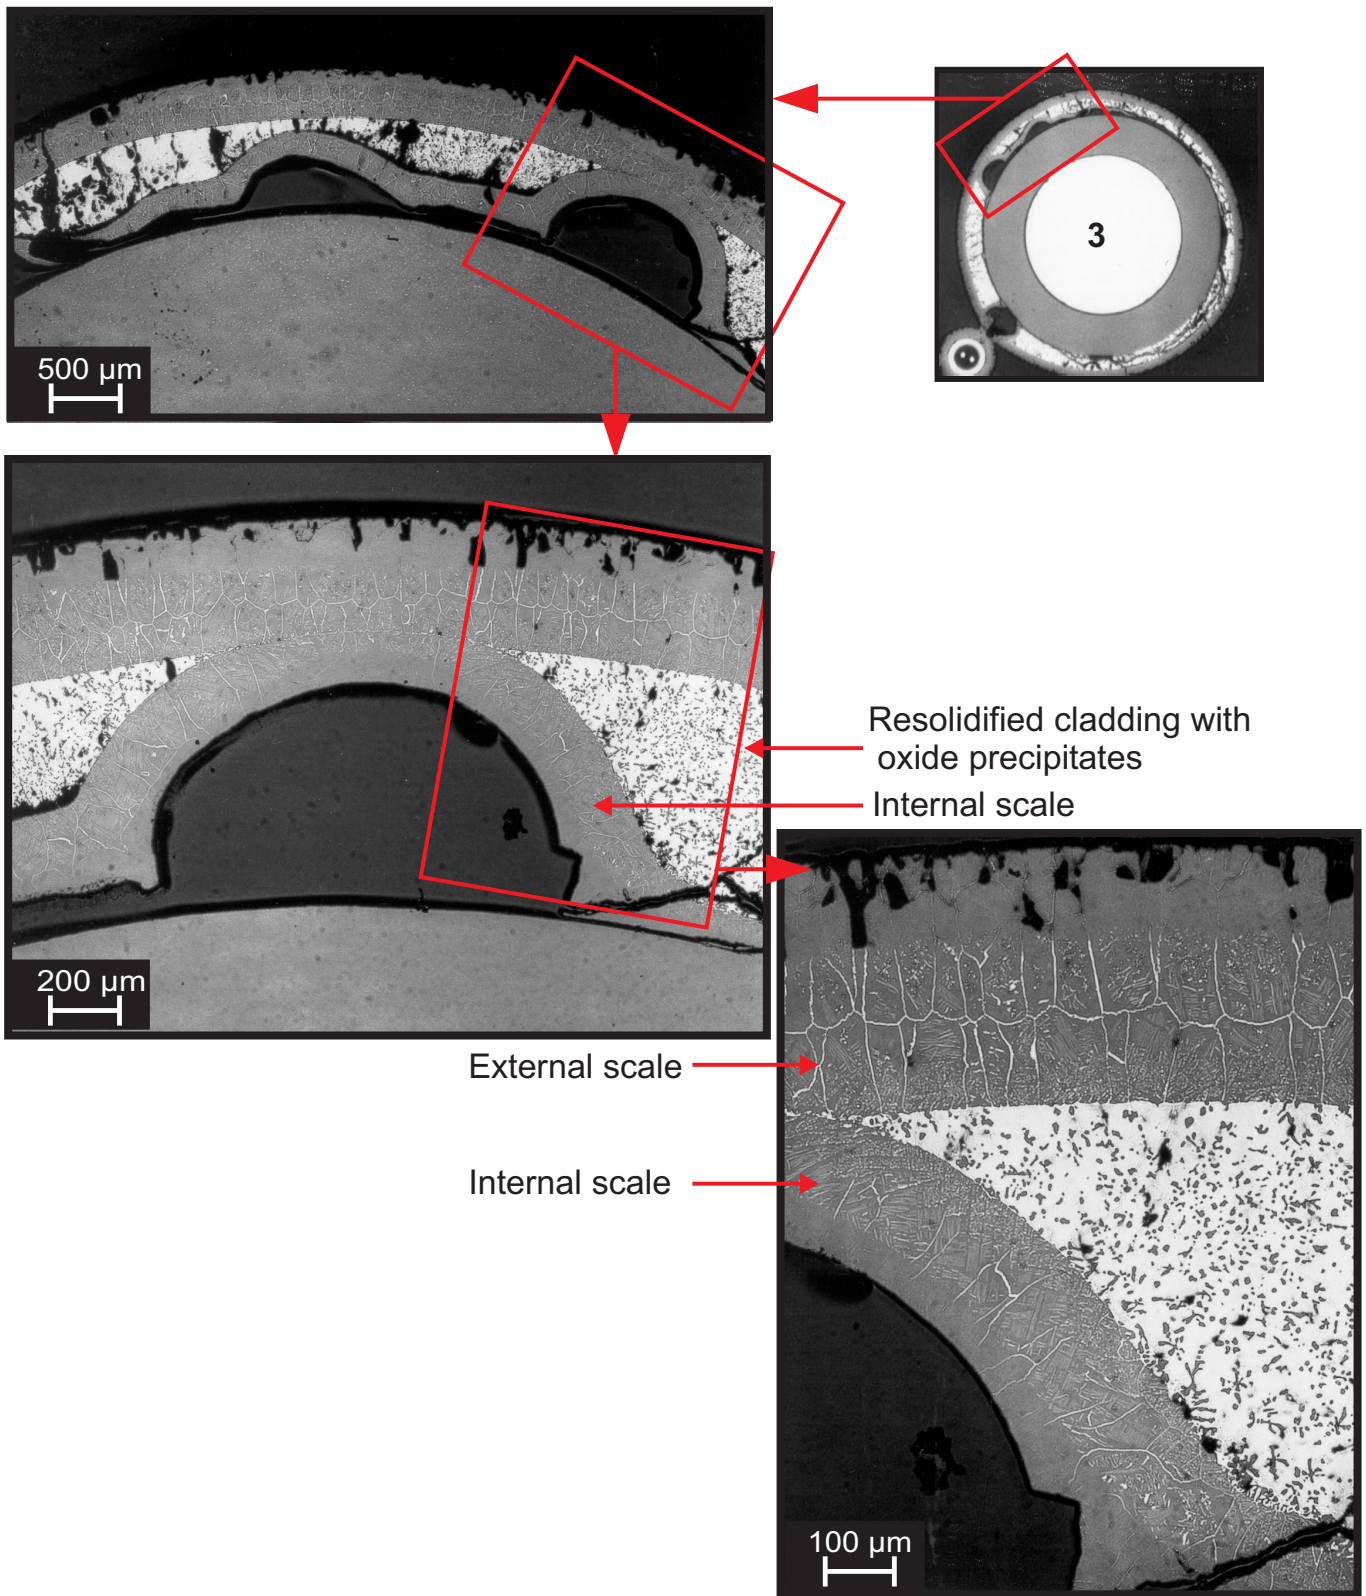 3
500 µm
Resolidified cladding with
oxide precipitates
Internal scale
200 µm
External scale
Internal scale
100 µm